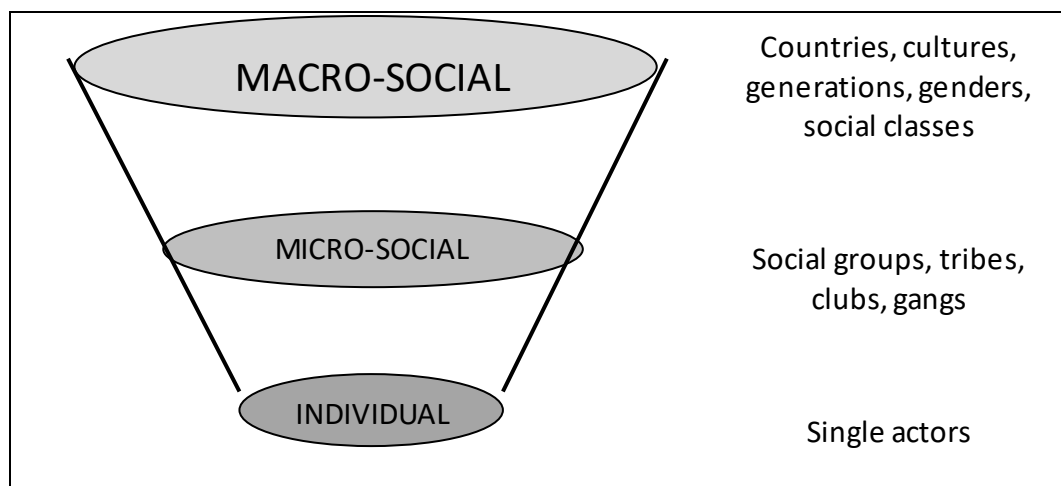 MACRO-SOCIAL
Countries, cultures,
generations, genders,
social classes
MICRO-SOCIAL
Social groups, tribes,
clubs, gangs
INDIVIDUAL
Single actors